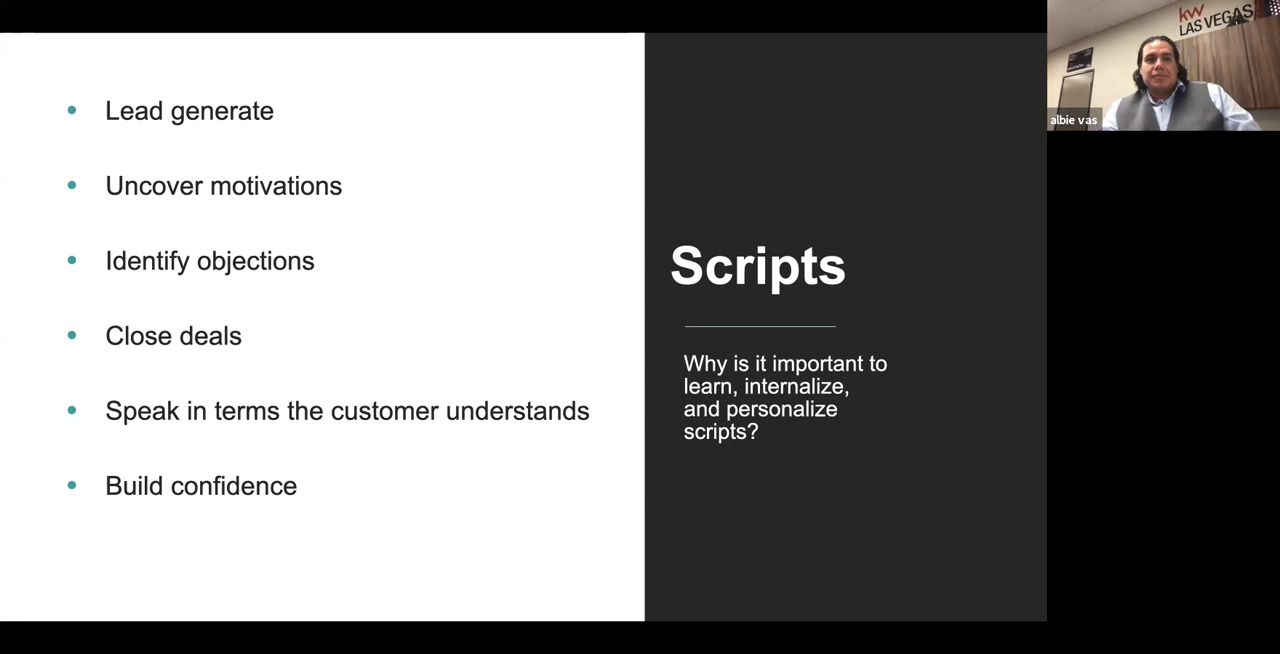 Lead generate
Uncover motivations
Identify objections
Close deals
Speak in terms the customer understands
Build confidence
Scripts
Why is it important to
learn, internalize,
and personalize
scripts?
kw
LAS VEGAS
albie vas